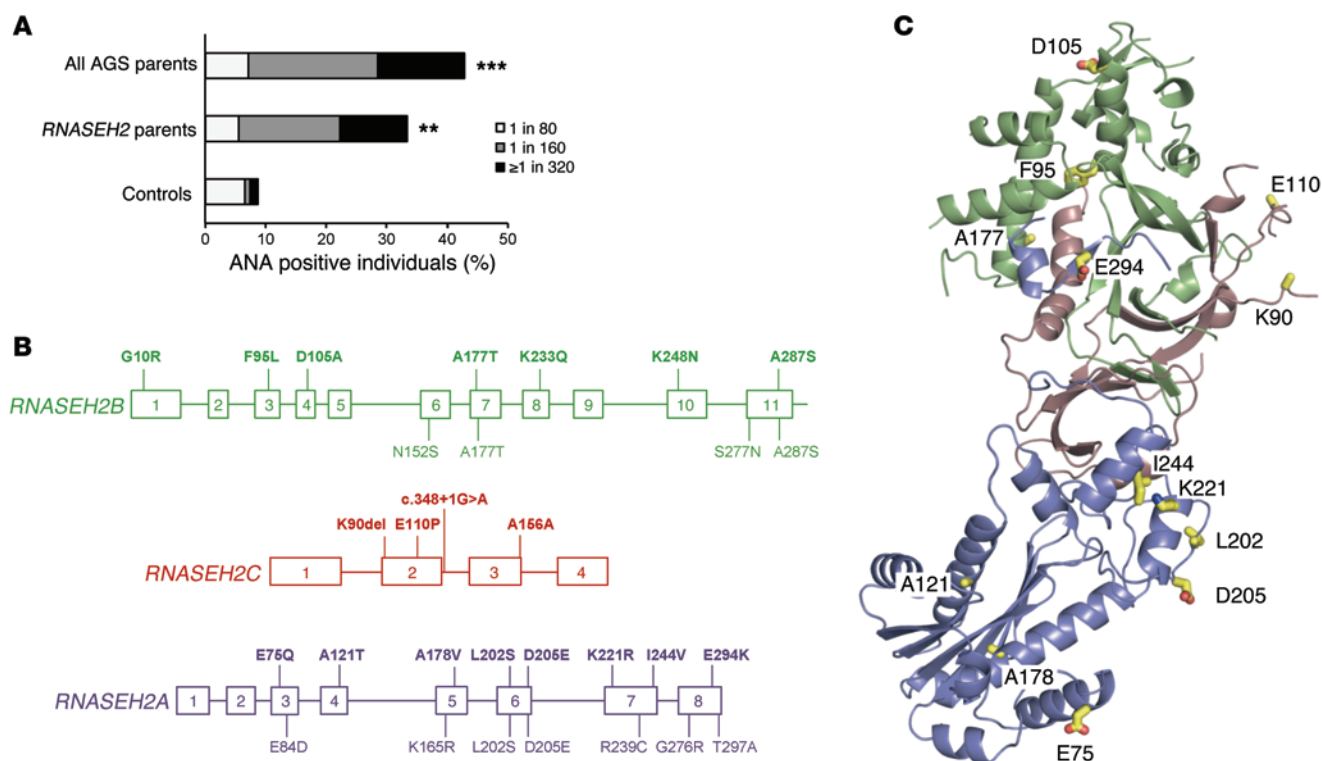 A
All AGS parents
***
RNASEH2 parents
**
Controls
1 in 80
1 in 160
≥1 in 320
0 10 20 30 40 50
ANA positive individuals (%)
B
G10R F95L D105A A177T K233Q K248N A287S
RNASEH2B 1 2 3 4 5 6 7 8 9 10 11
N152S A177T S277N A287S
c.348+1G>A
K90del E110P A156A
RNASEH2C 1 2 3 4
E75Q A121T A178V L202S D205E K221R I244V E294K
RNASEH2A 1 2 3 4 5 6 7 8
E84D K165R L202S D205E R239C G276R T297A
C
D105
F95
E110
A177
E294
K90
I244
K221
L202
A121
D205
A178
E75